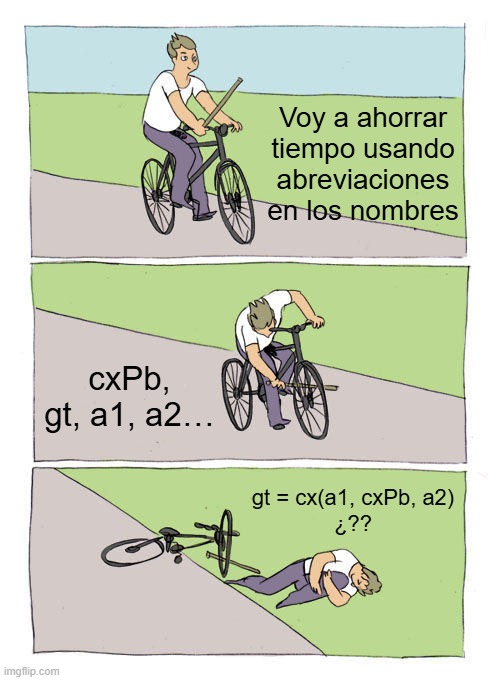 Voy a ahorrar
tiempo usando
abreviaciones
en los nombres
cxPb,
gt, a1, a2...
gt = cx(a1, cxPb, a2)
¿??
imgflip.com